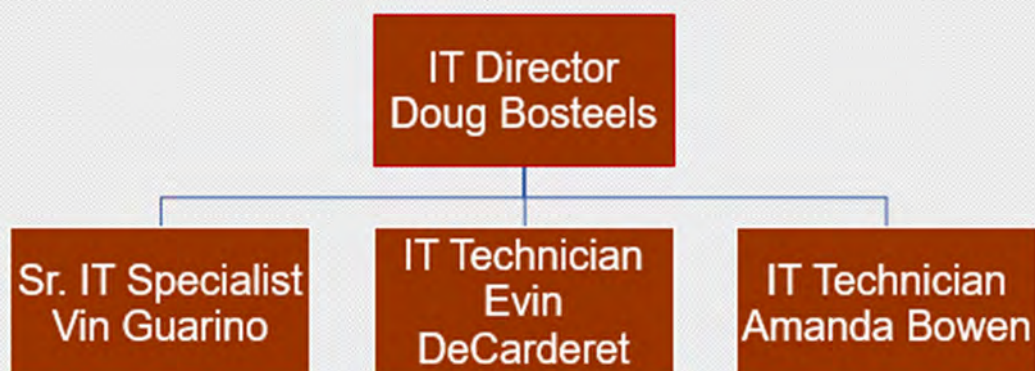 IT Director
Doug Bosteels
Sr. IT Specialist
Vin Guarino
IT Technician
Evin
DeCarderet
IT Technician
Amanda Bowen